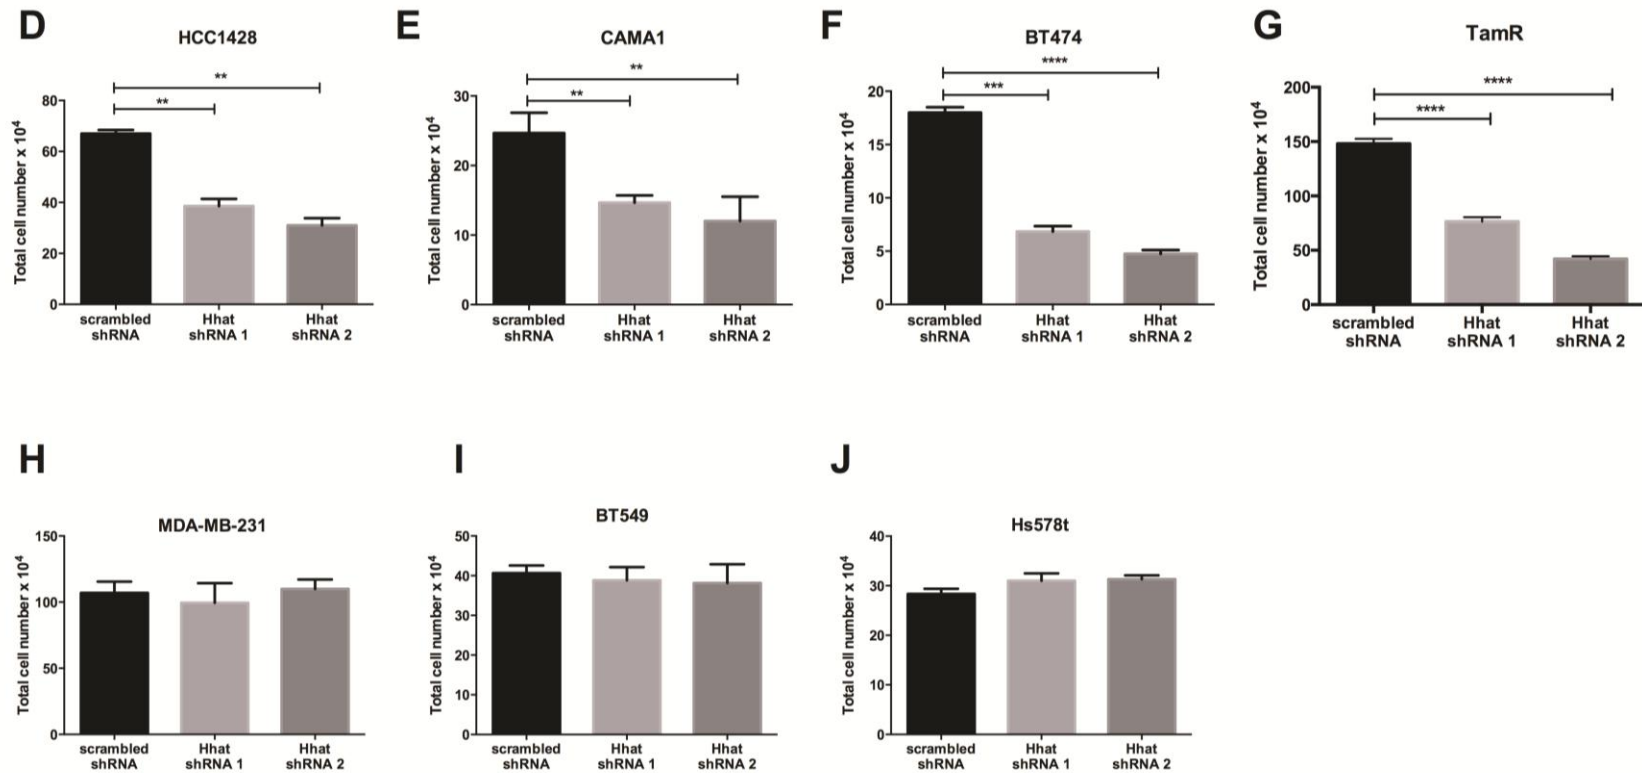 D
HCC1428
**
**
Total cell number x 10⁴
80
60
40
20
0
scrambled shRNA
Hhat shRNA 1
Hhat shRNA 2
E
CAMA1
**
**
Total cell number x 10⁴
30
20
10
0
scrambled shRNA
Hhat shRNA 1
Hhat shRNA 2
F
BT474
****
***
Total cell number x 10⁴
20
15
10
5
0
scrambled shRNA
Hhat shRNA 1
Hhat shRNA 2
G
TamR
****
****
Total cell number x 10⁴
200
150
100
50
0
scrambled shRNA
Hhat shRNA 1
Hhat shRNA 2
H
MDA-MB-231
Total cell number x 10⁴
150
100
50
0
scrambled shRNA
Hhat shRNA 1
Hhat shRNA 2
I
BT549
Total cell number x 10⁴
50
40
30
20
10
0
scrambled shRNA
Hhat shRNA 1
Hhat shRNA 2
J
Hs578t
Total cell number x 10⁴
40
30
20
10
0
scrambled shRNA
Hhat shRNA 1
Hhat shRNA 2